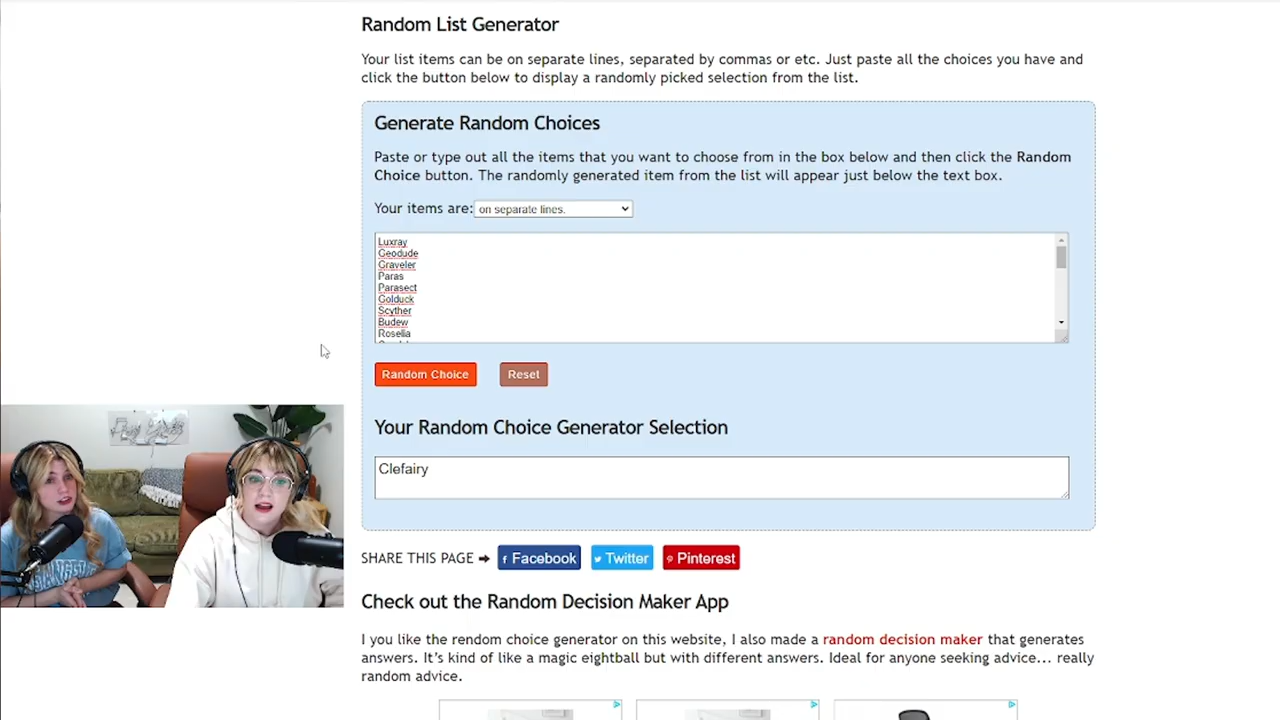 Random List Generator
Your list items can be on separate lines, separated by commas or etc. Just paste all the choices you have and
click the button below to display a randomly picked selection from the list.
Generate Random Choices
Paste or type out all the items that you want to choose from in the box below and then click the Random
Choice button. The randomly generated item from the list will appear just below the text box.
Your items are: on separate lines.
Luxray
Geodude
Graveler
Paras
Parasect
Golduck
Scyther
Budew
Roselia
Random Choice Reset
Your Random Choice Generator Selection
Clefairy
SHARE THIS PAGE ➡ Facebook Twitter Pinterest
Check out the Random Decision Maker App
I you like the rendom choice generator on this website, I also made a random decision maker that generates
answers. It's kind of like a magic eightball but with different answers. Ideal for anyone seeking advice... really
random advice.